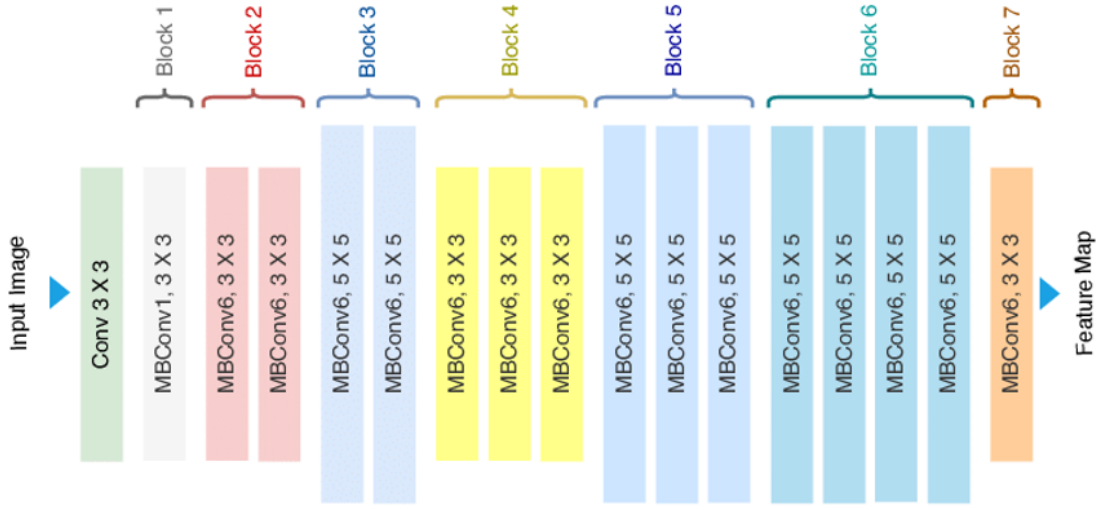 Input Image
Conv 3 X 3
Block 1
MBConv1, 3 X 3
Block 2
MBConv6, 3 X 3
MBConv6, 3 X 3
Block 3
MBConv6, 5 X 5
MBConv6, 5 X 5
Block 4
MBConv6, 3 X 3
MBConv6, 3 X 3
MBConv6, 3 X 3
Block 5
MBConv6, 5 X 5
MBConv6, 5 X 5
MBConv6, 5 X 5
Block 6
MBConv6, 5 X 5
MBConv6, 5 X 5
MBConv6, 5 X 5
MBConv6, 5 X 5
Block 7
MBConv6, 3 X 3
Feature Map